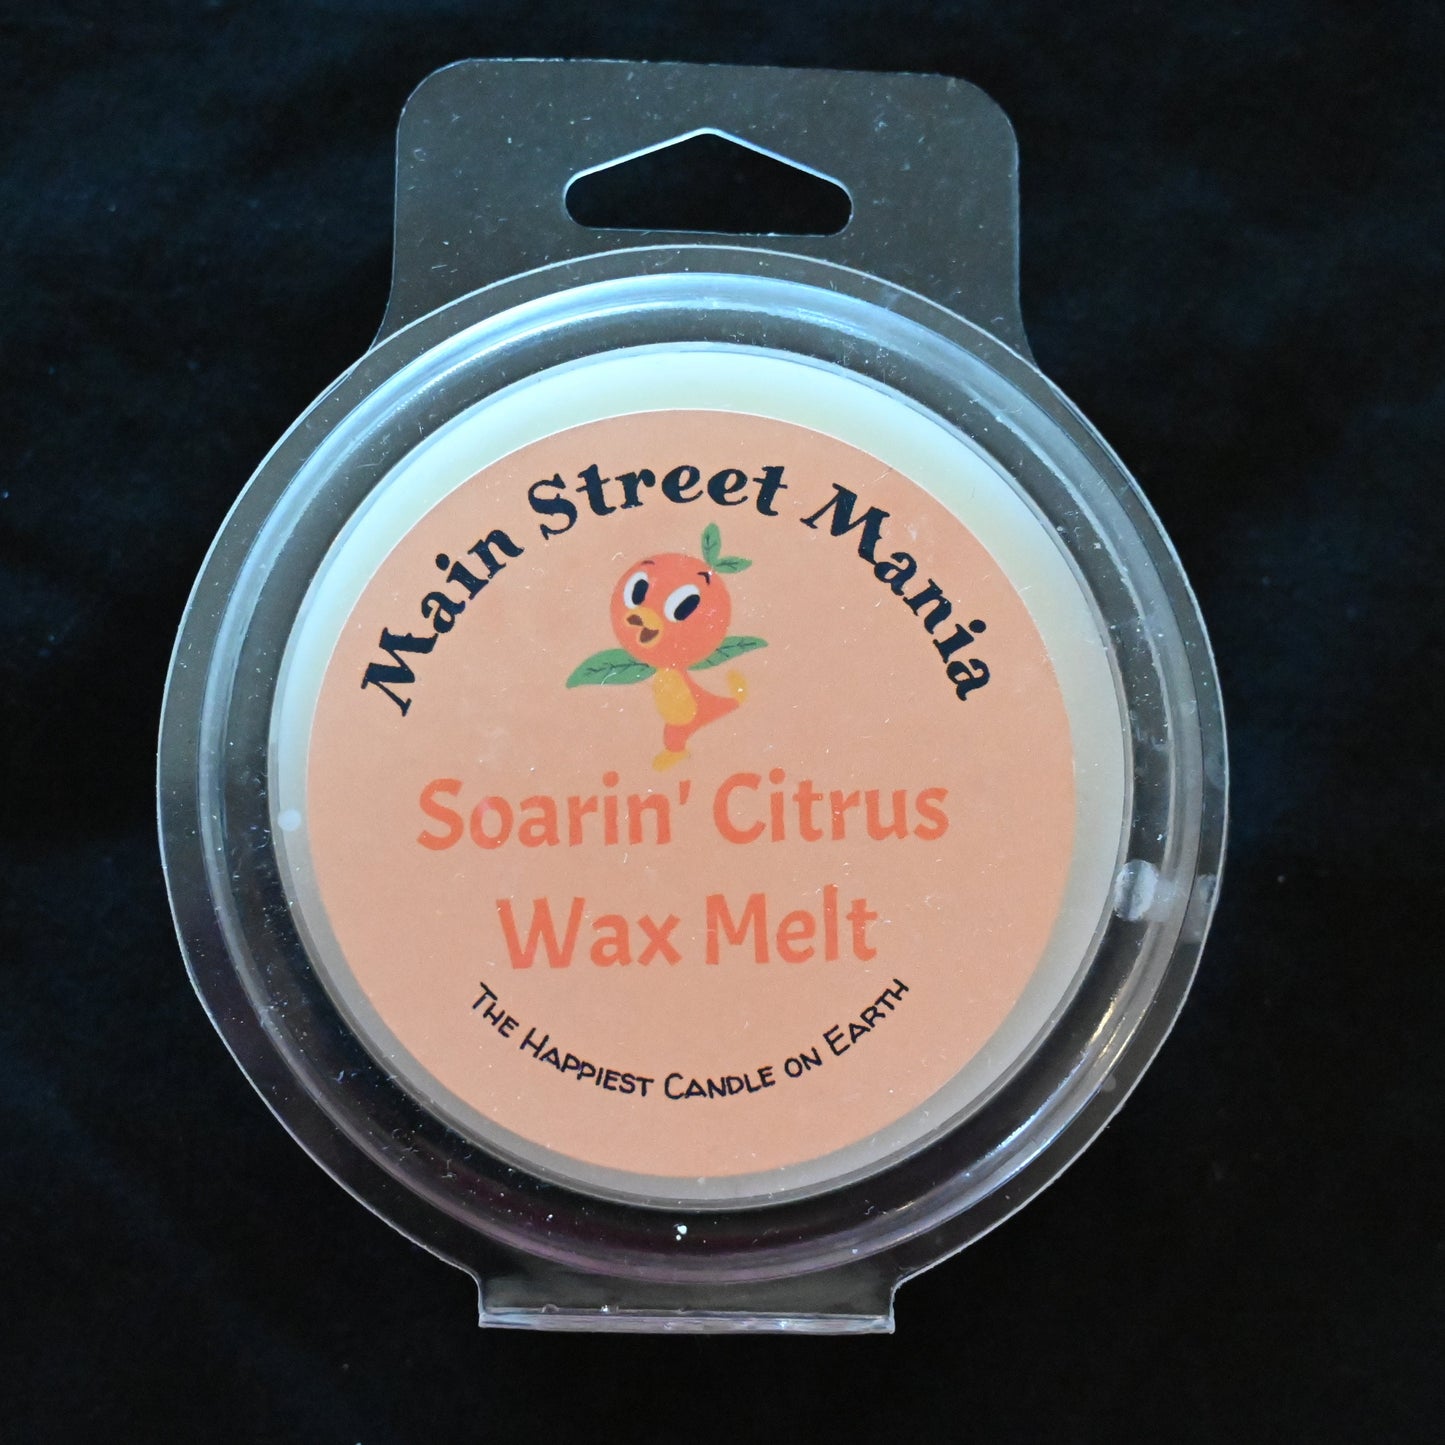 Main Street Mania
Soarin' Citrus
Wax Melt
The Happiest Candle on Earth